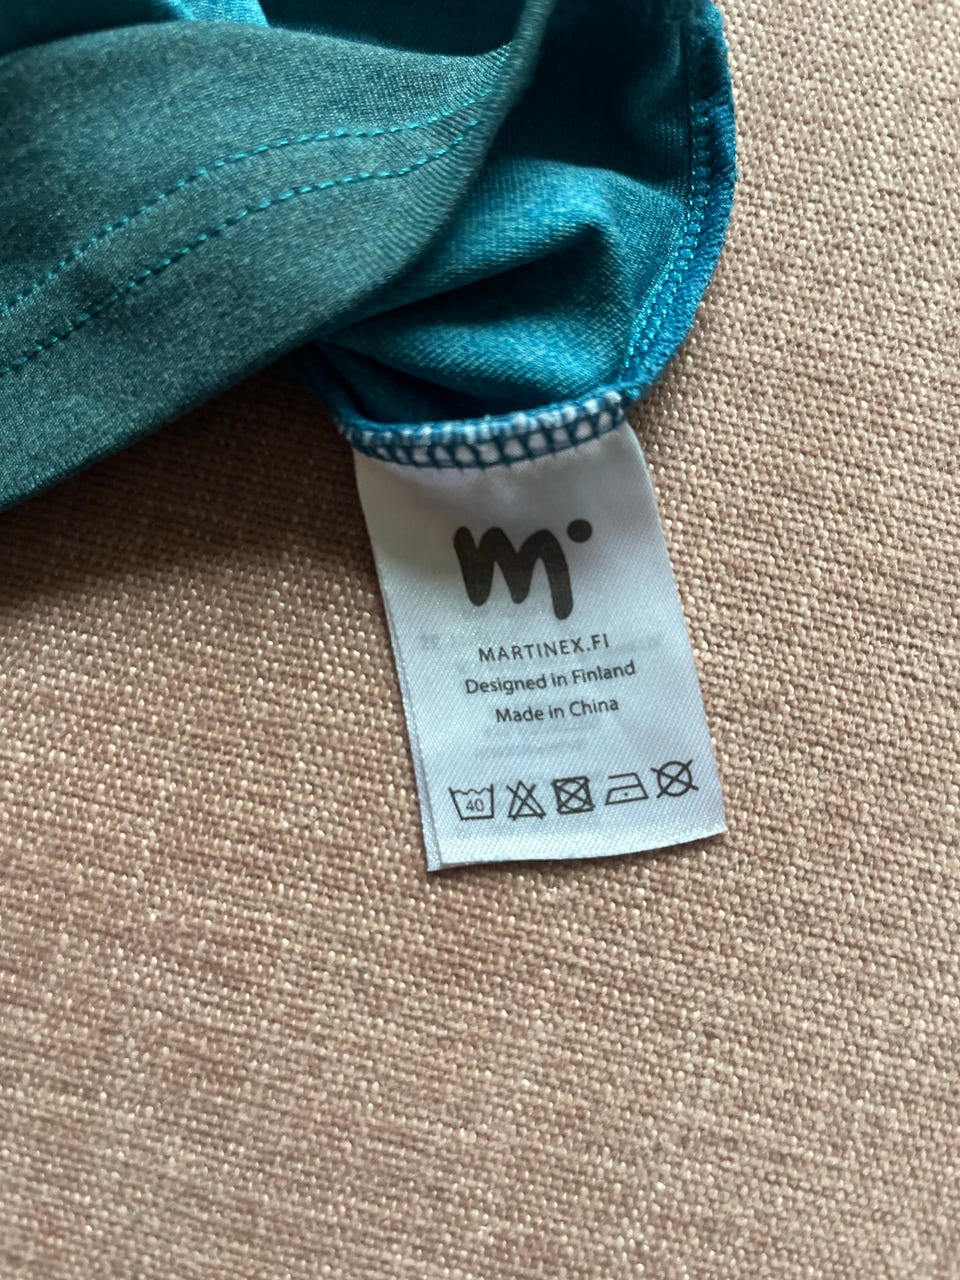 m
MARTINEX.FI
Designed in Finland
Made in China
40